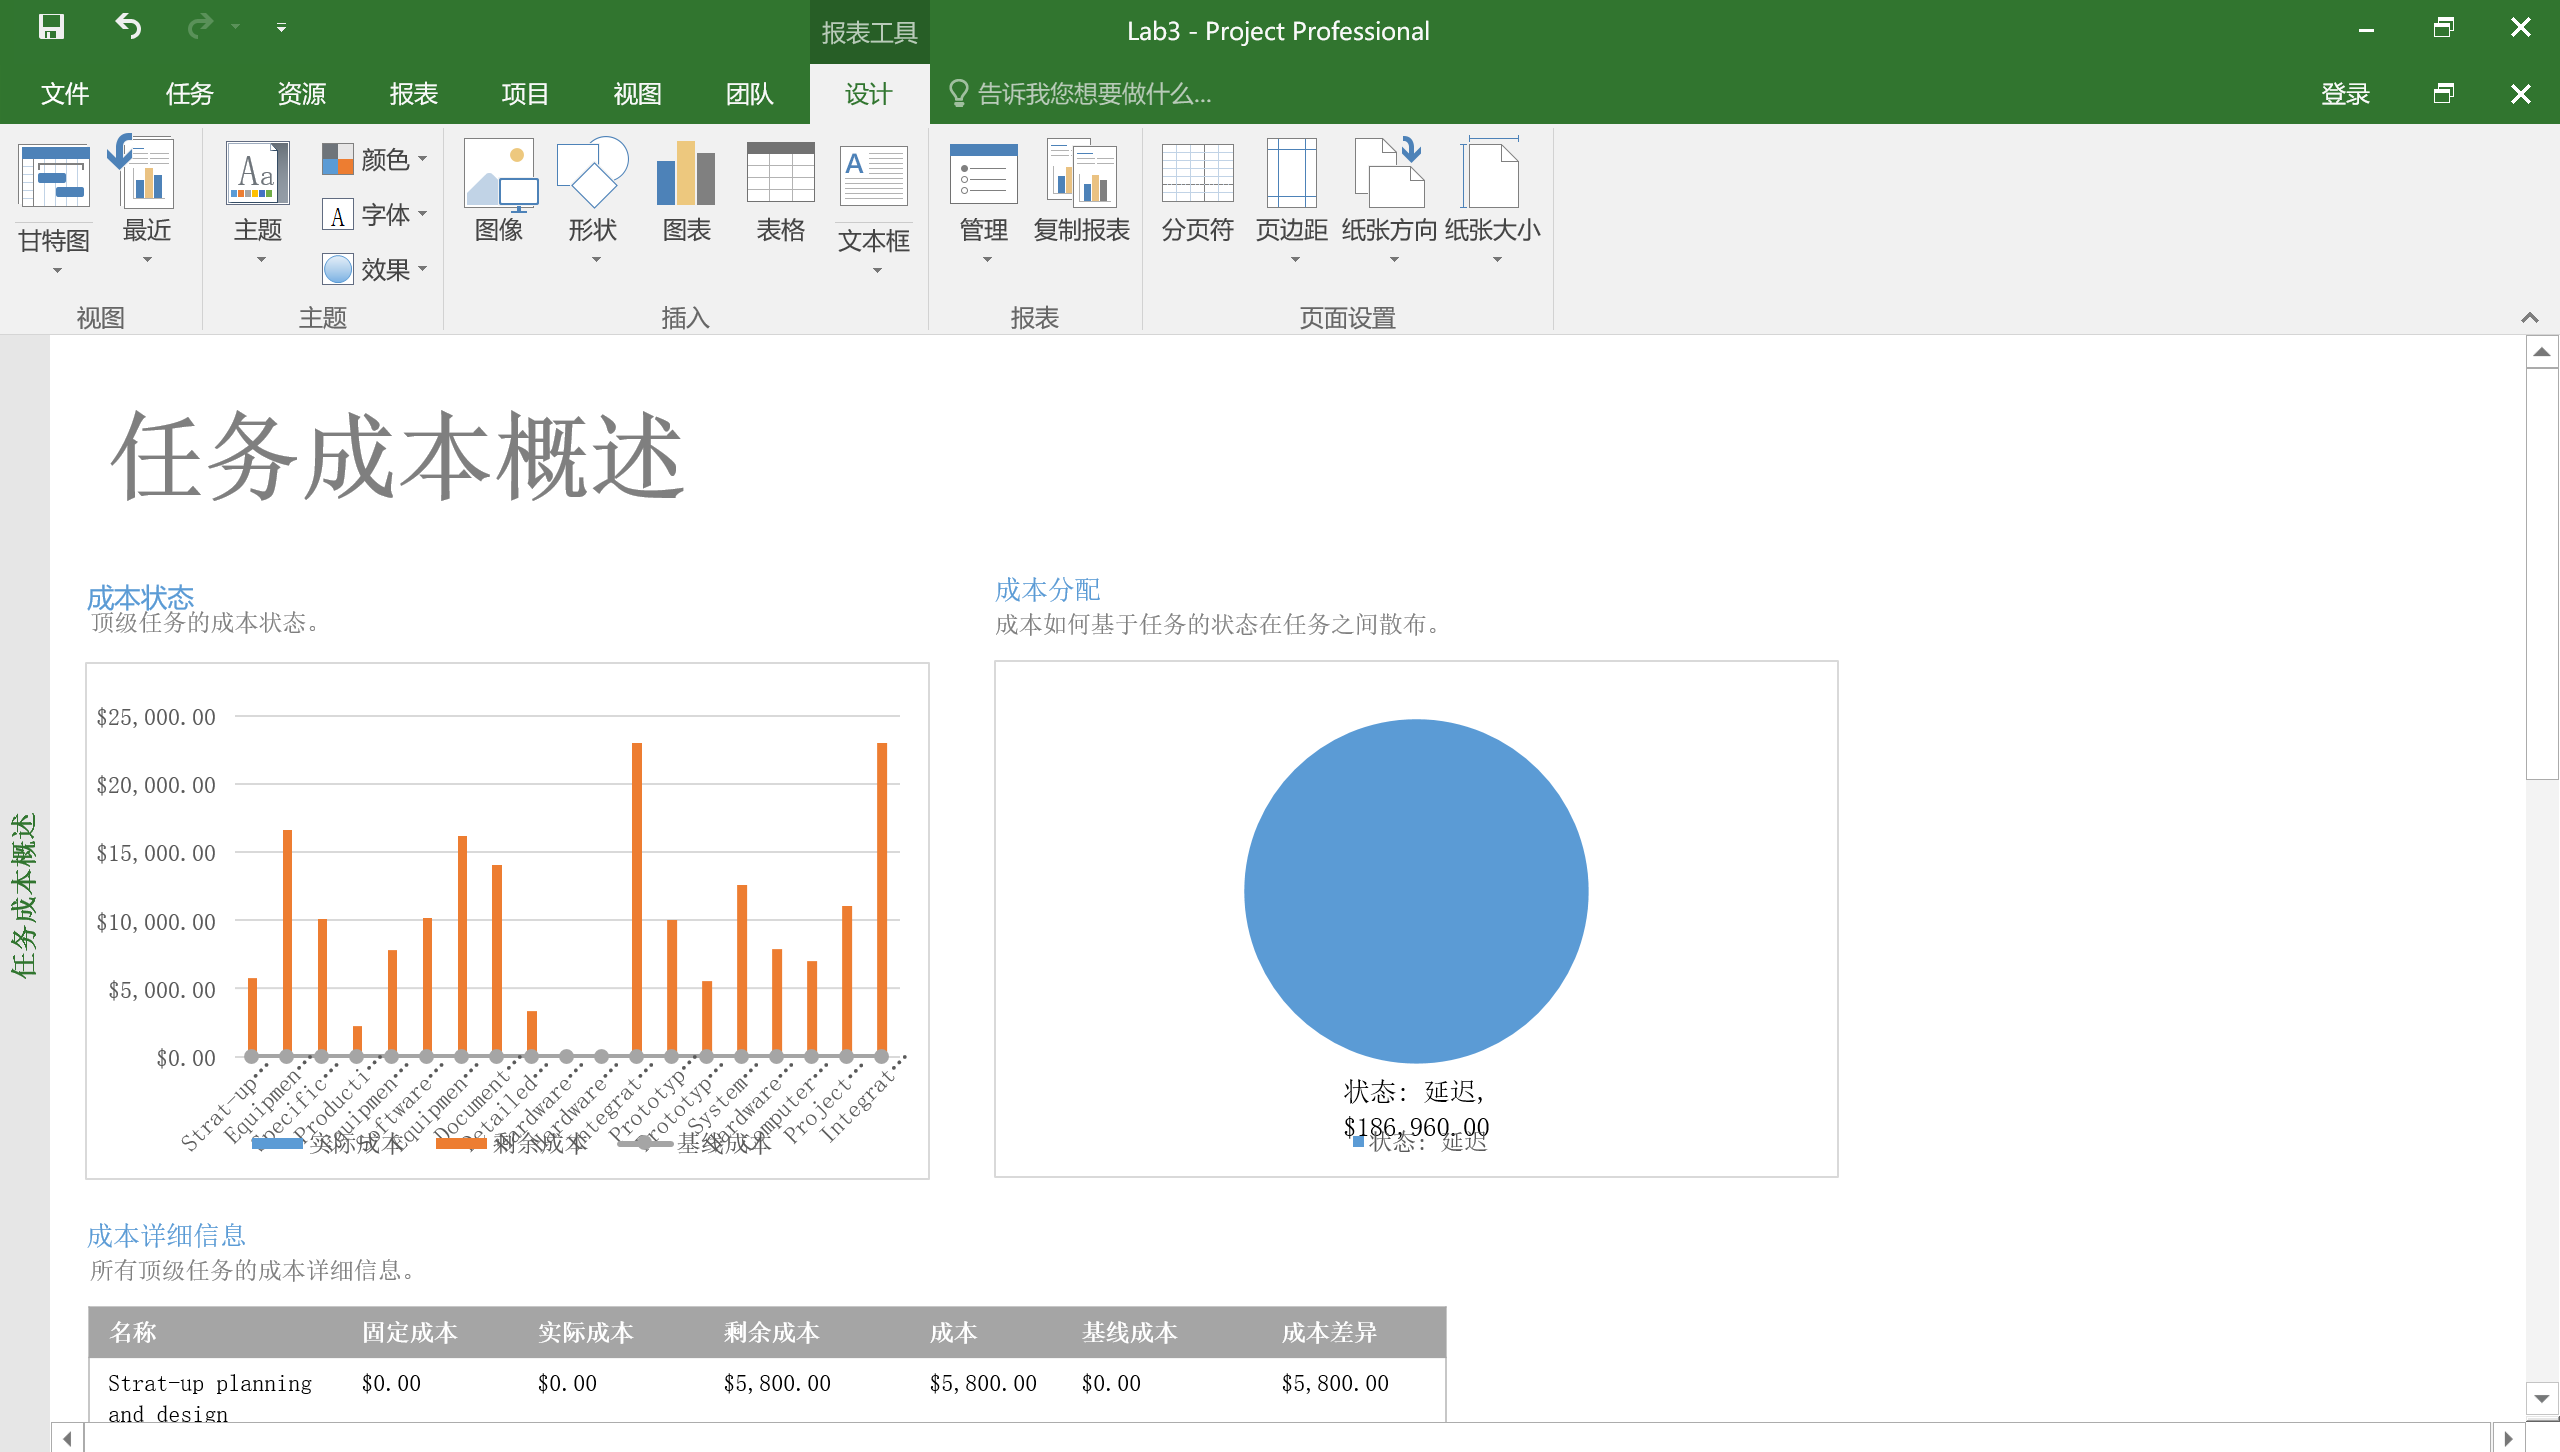 报表工具
Lab3 - Project Professional
文件 任务 资源 报表 项目 视图 团队 设计 告诉我您想要做什么... 登录
甘特图 最近 主题 颜色 字体 效果 图像 形状 图表 表格 文本框 管理 复制报表 分页符 页边距 纸张方向 纸张大小
视图 主题 插入 报表 页面设置
任务成本概述
任务成本概述
成本状态
顶级任务的成本状态。
成本分配
成本如何基于任务的状态在任务之间散布。
$25,000.00
$20,000.00
$15,000.00
$10,000.00
$5,000.00
$0.00
Strat-up… Equipmen… Specific… Producti… Equipmen… Software… Equipmen… Document… Detailed… Hardware… Hardware… Integrat… Prototyp… Prototyp… System… Hardware… Computer… Project… Integrat…
实际成本 剩余成本 基线成本
状态: 延迟,
$186,960.00
状态: 延迟
成本详细信息
所有顶级任务的成本详细信息。
名称 固定成本 实际成本 剩余成本 成本 基线成本 成本差异
Strat-up planning $0.00 $0.00 $5,800.00 $5,800.00 $0.00 $5,800.00
and design